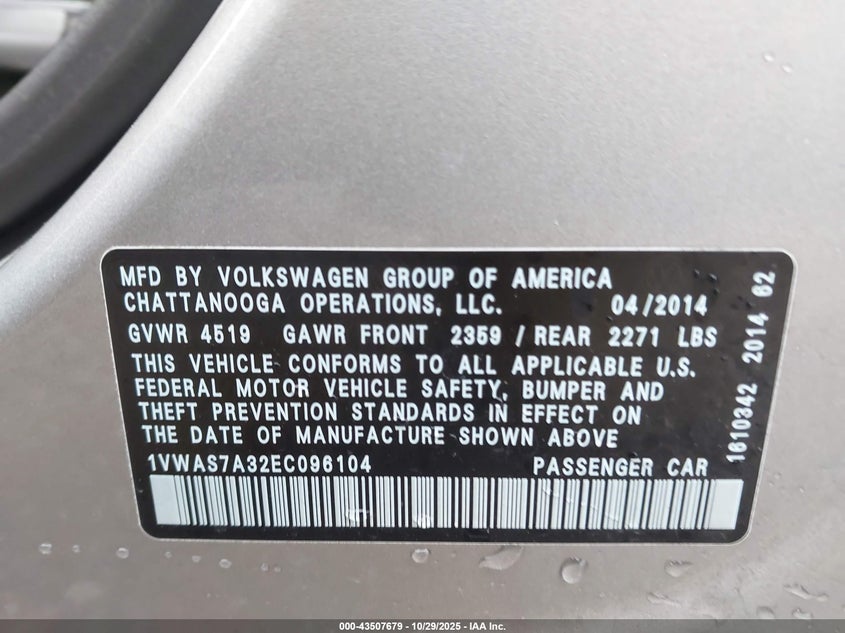 MFD BY VOLKSWAGEN GROUP OF AMERICA
CHATTANOOGA OPERATIONS, LLC. 04/2014
GVWR 4519 GAWR FRONT 2359 / REAR 2271 LBS
THIS VEHICLE CONFORMS TO ALL APPLICABLE U.S.
FEDERAL MOTOR VEHICLE SAFETY, BUMPER AND
THEFT PREVENTION STANDARDS IN EFFECT ON
THE DATE OF MANUFACTURE SHOWN ABOVE
1VWAS7A32EC096104 PASSENGER CAR
1610342 2014 62
000-43507679 | 10/29/2025 - IAA Inc.